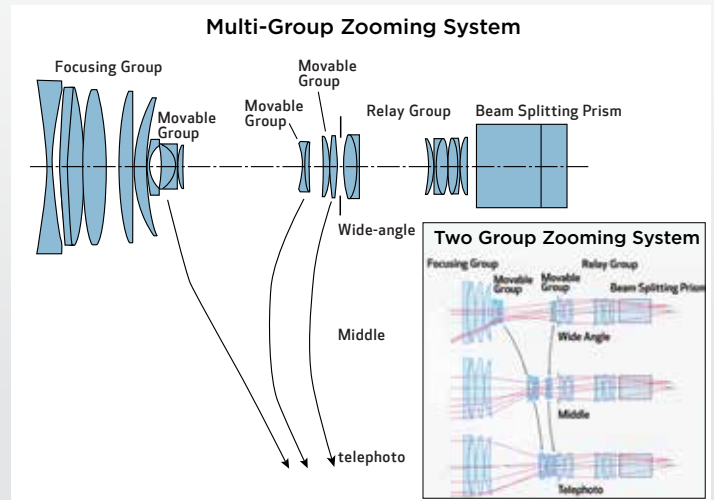 Multi-Group Zooming System
Focusing Group
Movable
Group
Movable
Group
Movable
Group
Relay Group
Beam Splitting Prism
Wide-angle
Middle
telephoto
Two Group Zooming System
Focusing Group
Movable
Group
Movable
Group
Relay Group
Beam Splitting Prism
Wide Angle
Middle
Telephoto